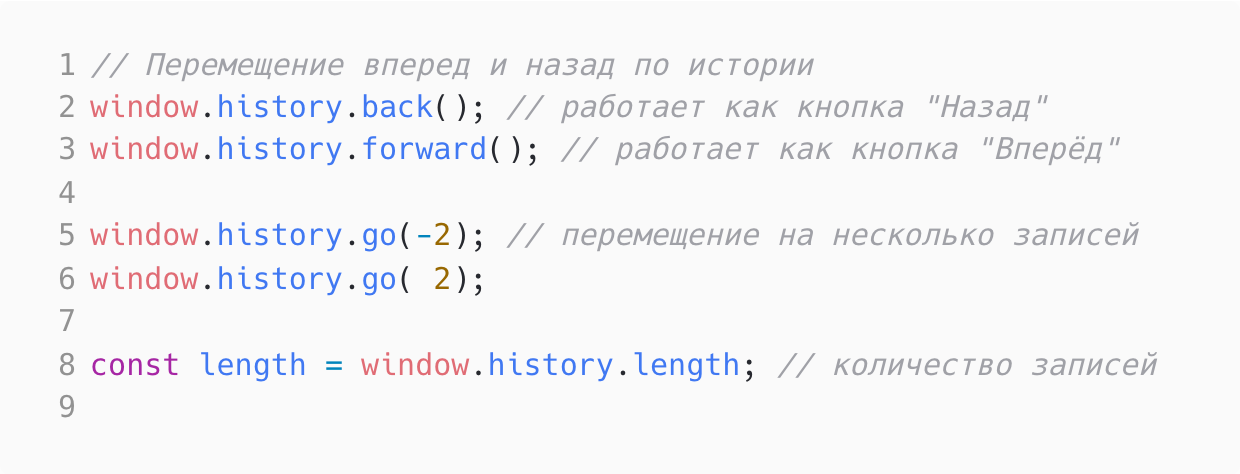 1 // Перемещение вперед и назад по истории
2 window.history.back(); // работает как кнопка "Назад"
3 window.history.forward(); // работает как кнопка "Вперёд"
4
5 window.history.go(-2); // перемещение на несколько записей
6 window.history.go( 2);
7
8 const length = window.history.length; // количество записей
9